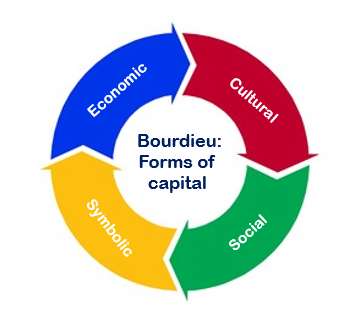 Economic
Cultural
Bourdieu:
Forms of
capital
Symbolic
Social